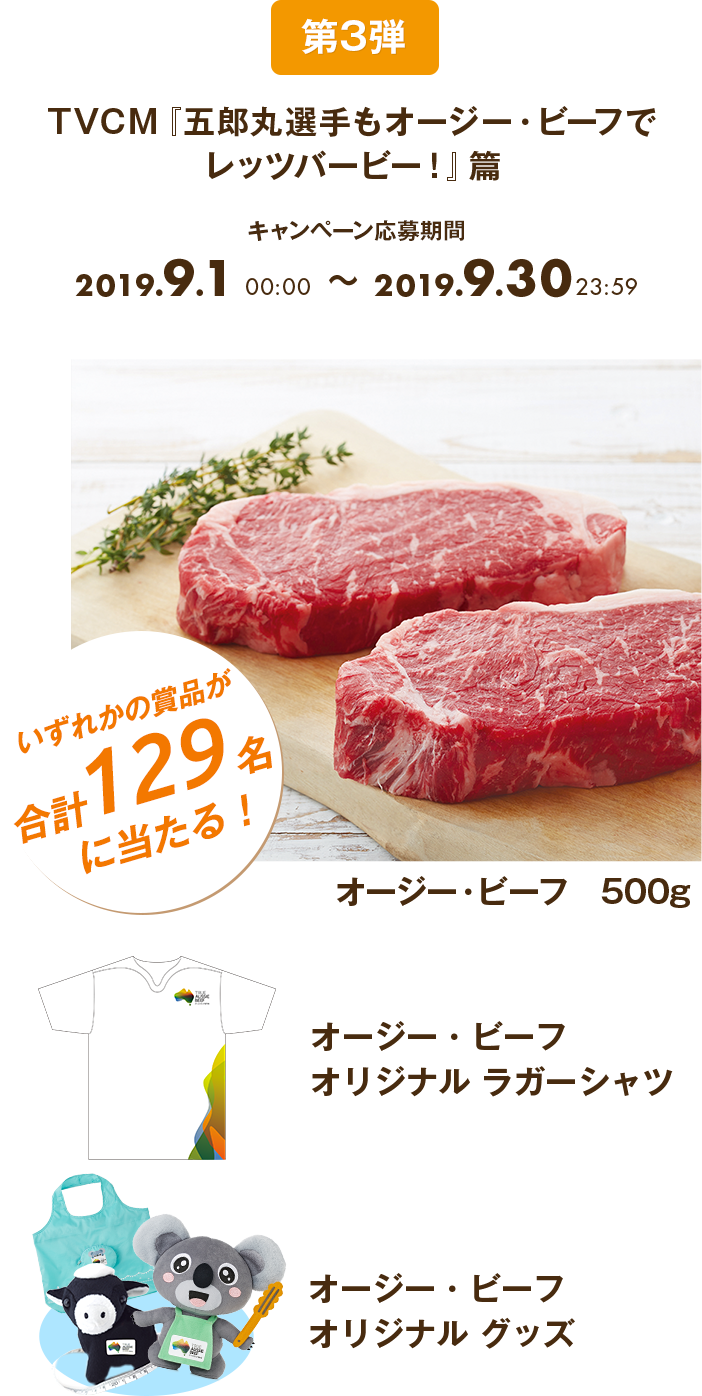 第3弾
TVCM『五郎丸選手もオージー・ビーフで
レッツバービー！』篇
キャンペーン応募期間
2019.9.1 00:00 〜 2019.9.30 23:59
いずれかの賞品が
合計129名
に当たる！
オージー・ビーフ　500g
TRUE
AUSSIE
BEEF
オージー・ビーフ
オリジナル ラガーシャツ
オージー・ビーフ
オリジナル グッズ